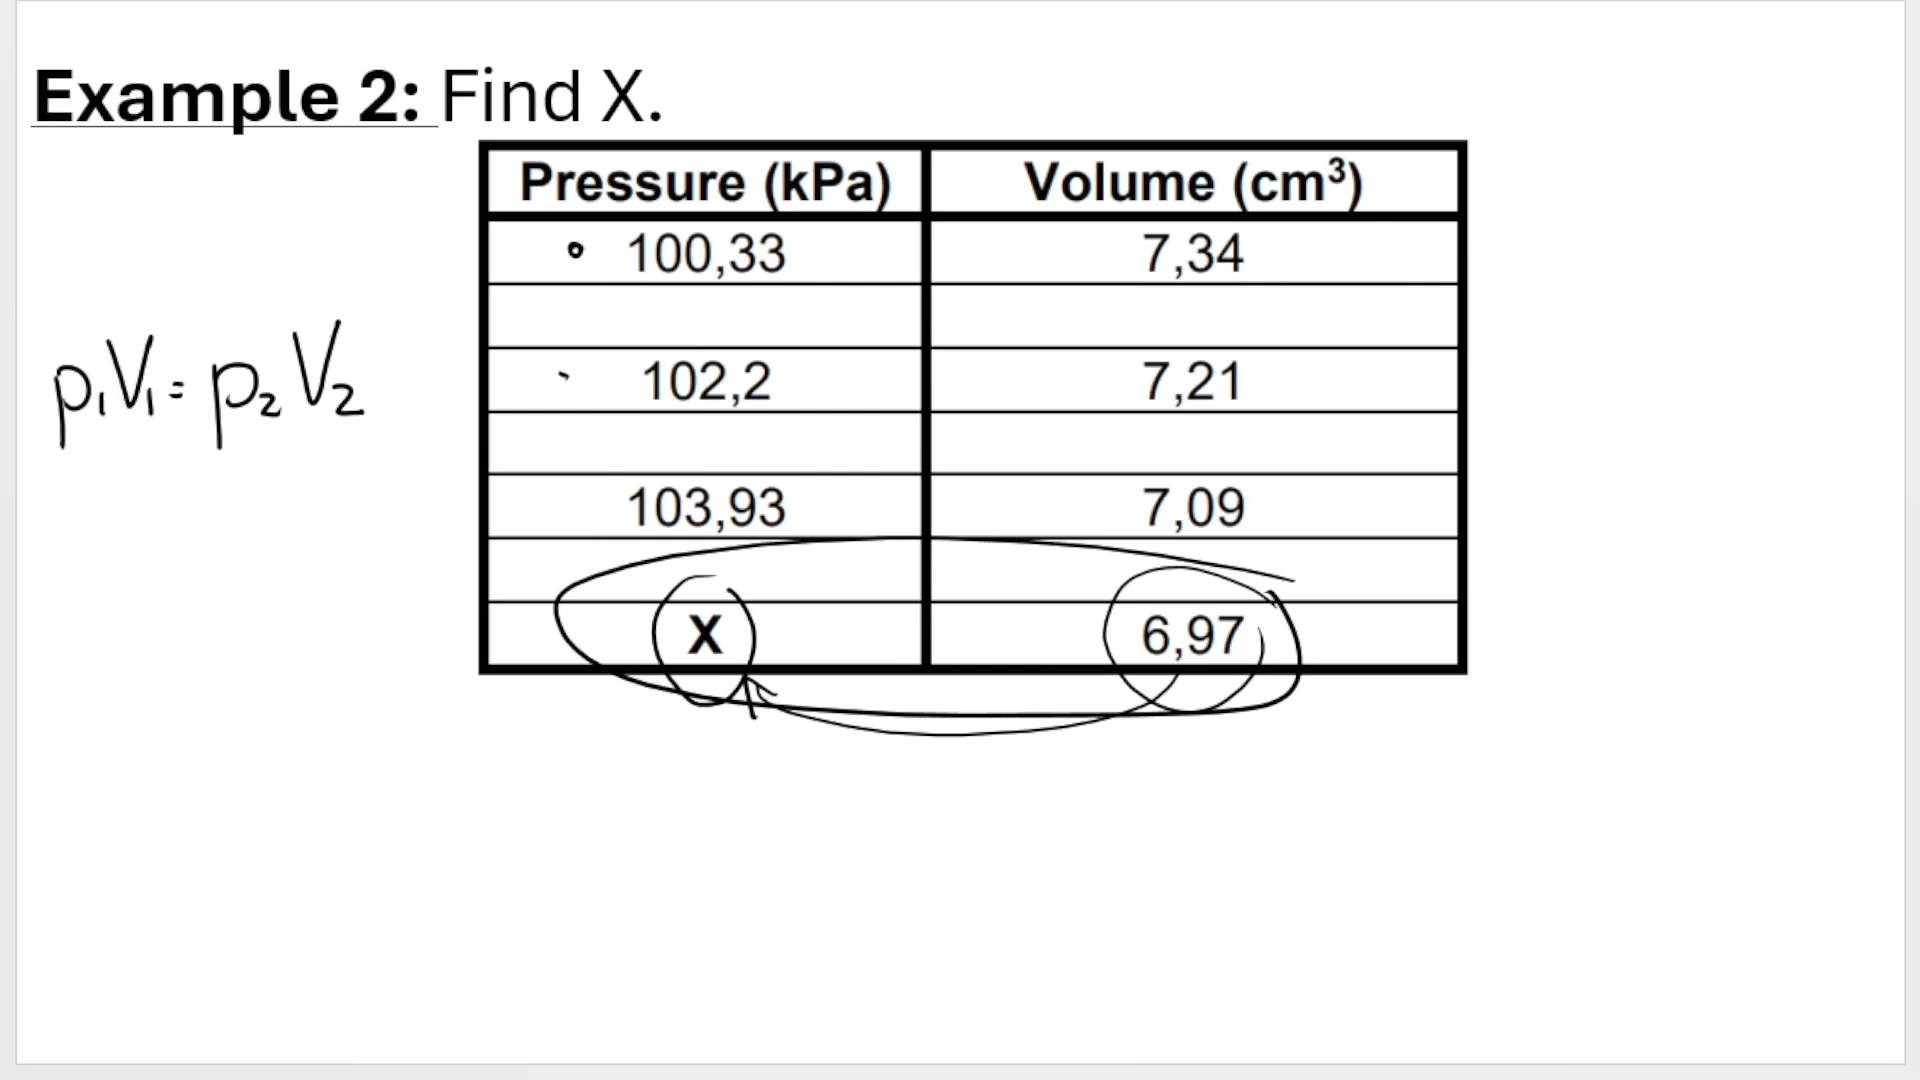 Example 2: Find X.
Pressure (kPa) Volume (cm³)
100,33 7,34
p₁V₁ = p₂V₂
102,2 7,21
103,93 7,09
X 6,97